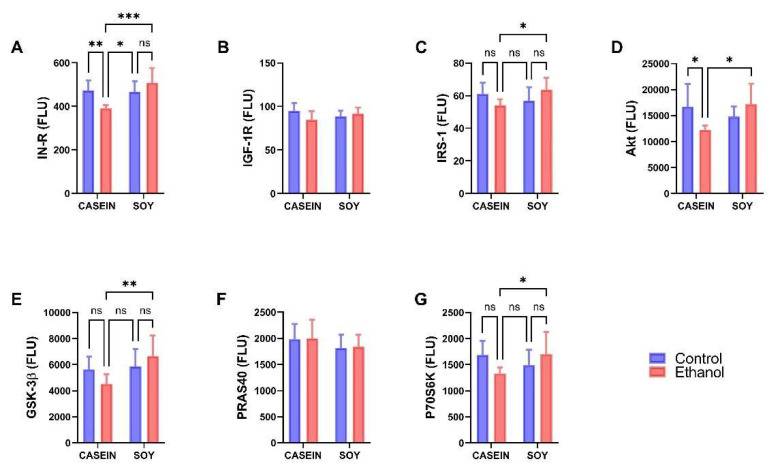 A
IN-R (FLU)
600
400
200
0
** * *** ns
CASEIN SOY
B
IGF-1R (FLU)
150
100
50
0
CASEIN SOY
C
IRS-1 (FLU)
80
60
40
20
0
ns ns * ns
CASEIN SOY
D
Akt (FLU)
25000
20000
15000
10000
5000
0
* *
CASEIN SOY
E
GSK-3β (FLU)
10000
8000
6000
4000
2000
0
ns ns ** ns
CASEIN SOY
F
PRAS40 (FLU)
2500
2000
1500
1000
500
0
CASEIN SOY
G
P70S6K (FLU)
2500
2000
1500
1000
500
0
ns ns * ns
CASEIN SOY
Control
Ethanol